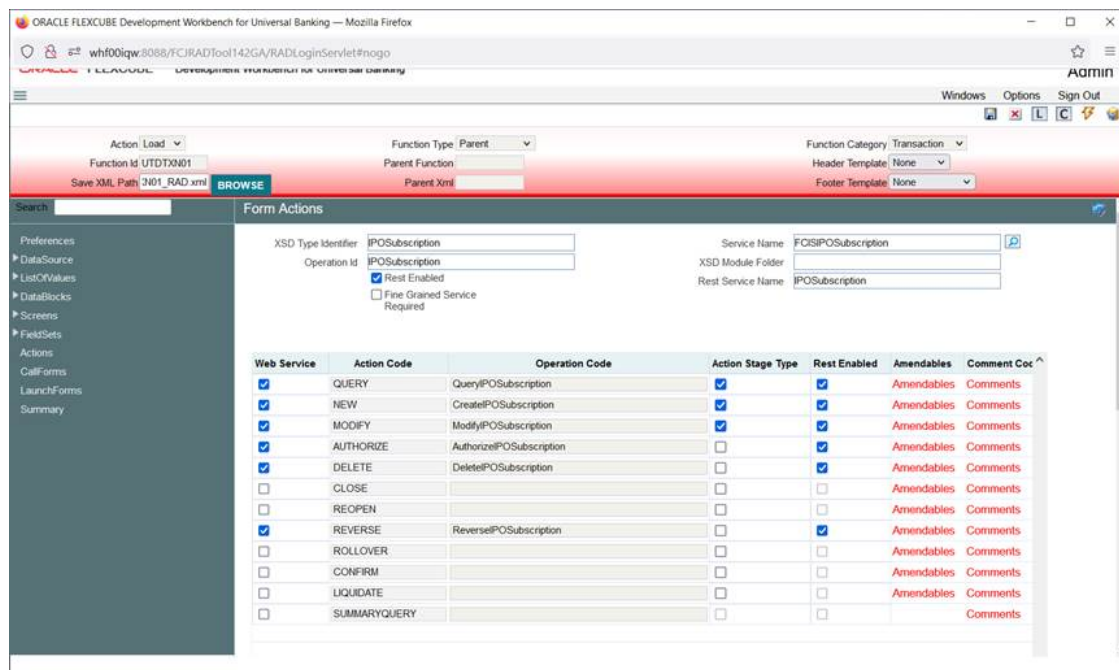 ORACLE FLEXCUBE Development Workbench for Universal Banking — Mozilla Firefox
whf00iqw:8088/FCJRADTool142GA/RADLoginServlet#nogo
ORACLE FLEXCUBE Development Workbench for Universal Banking Admin
Windows Options Sign Out
L C
Action Load Function Type Parent Function Category Transaction
Function Id UTDTXN01 Parent Function Header Template None
Save XML Path N01_RAD.xml BROWSE Parent Xml Footer Template None
Search Form Actions
Preferences
DataSource
ListOfValues
DataBlocks
Screens
FieldSets
Actions
CallForms
LaunchForms
Summary
XSD Type Identifier IPOSubscription Service Name FCISIPOSubscription
Operation Id IPOSubscription XSD Module Folder
Rest Enabled Rest Service Name IPOSubscription
Fine Grained Service
Required
Web Service Action Code Operation Code Action Stage Type Rest Enabled Amendables Comment Coc
QUERY QueryIPOSubscription Amendables Comments
NEW CreateIPOSubscription Amendables Comments
MODIFY ModifyIPOSubscription Amendables Comments
AUTHORIZE AuthorizeIPOSubscription Amendables Comments
DELETE DeleteIPOSubscription Amendables Comments
CLOSE Amendables Comments
REOPEN Amendables Comments
REVERSE ReverseIPOSubscription Amendables Comments
ROLLOVER Amendables Comments
CONFIRM Amendables Comments
LIQUIDATE Amendables Comments
SUMMARYQUERY Comments